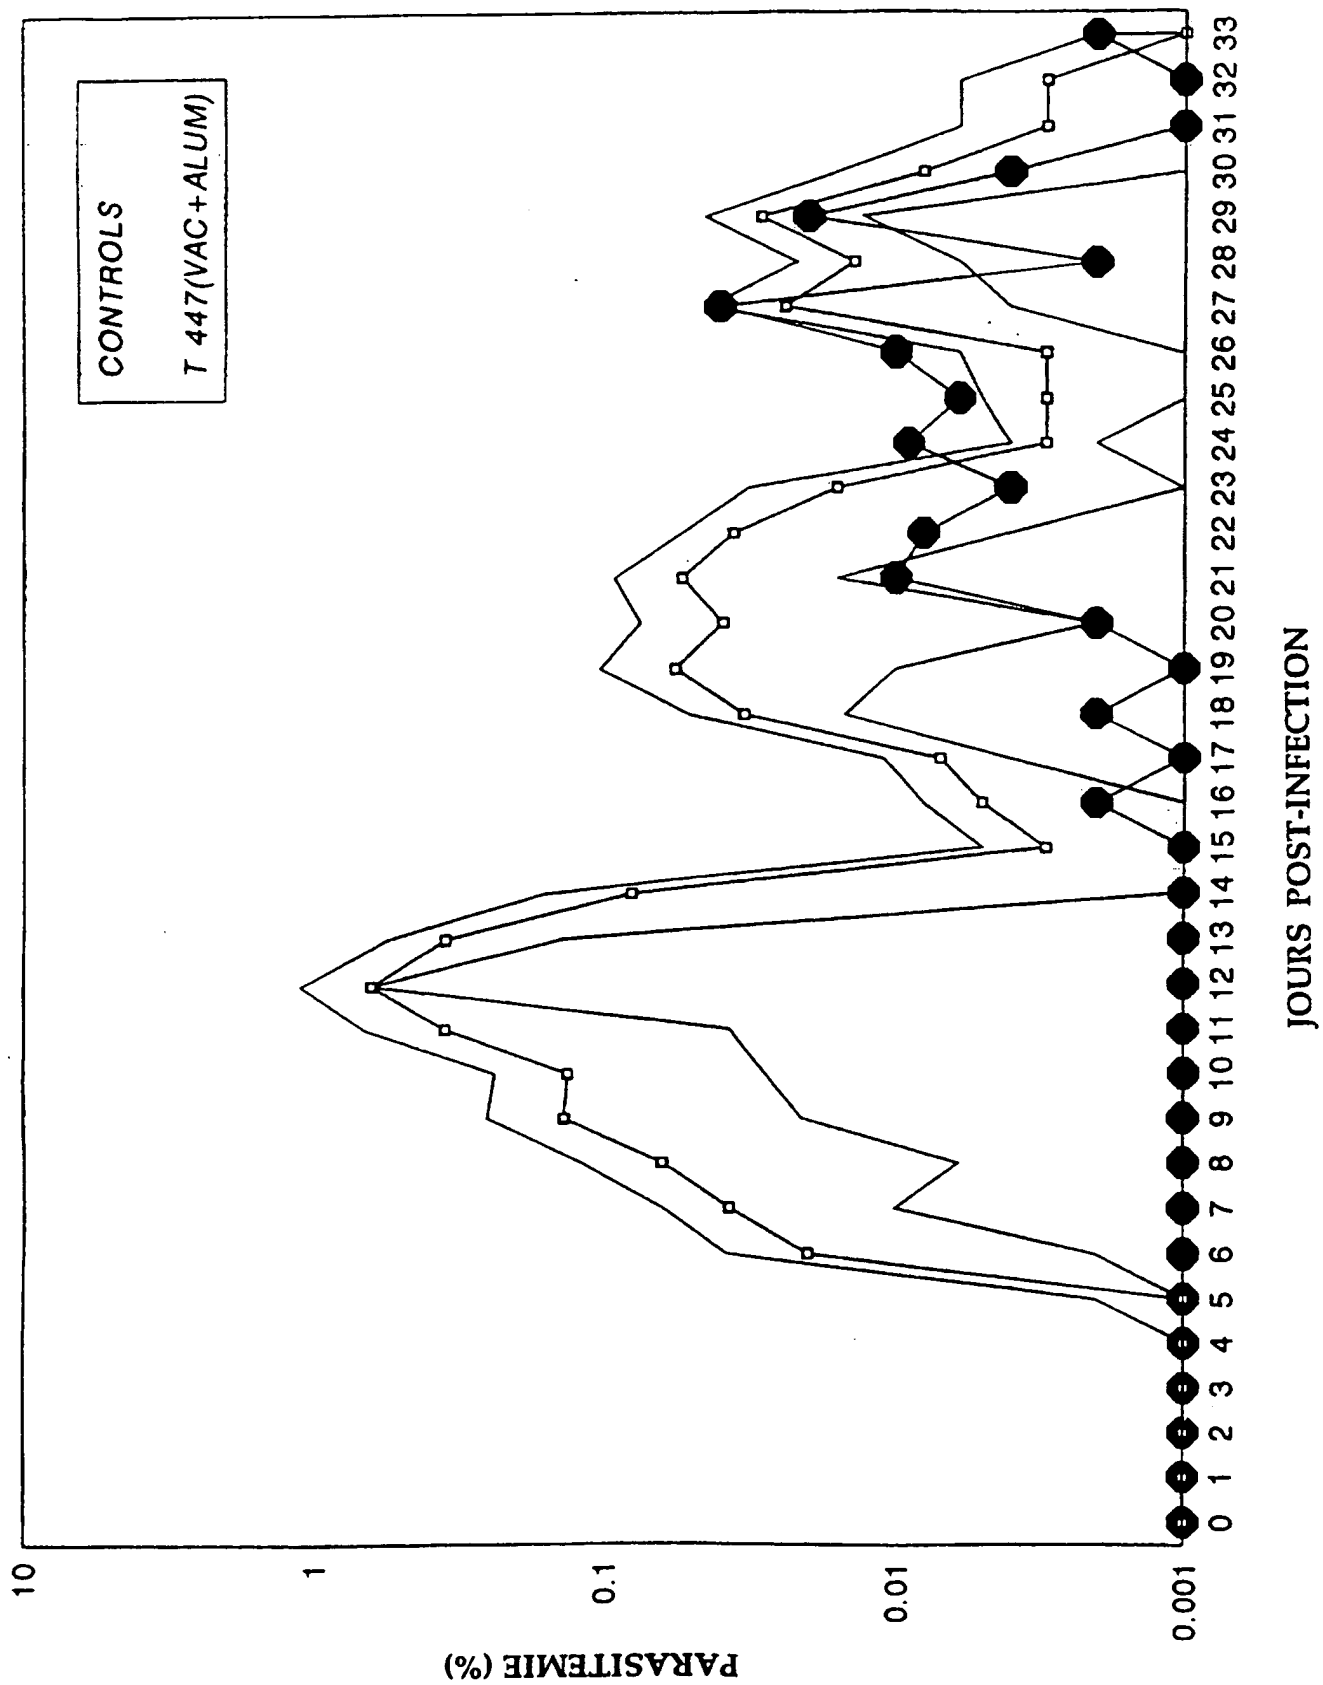 CONTROLS
T 447(VAC+ALUM)
PARASITEMIE (%)
10
1
0.1
0.01
0.001
0 1 2 3 4 5 6 7 8 9 10 11 12 13 14 15 16 17 18 19 20 21 22 23 24 25 26 27 28 29 30 31 32 33
JOURS POST-INFECTION